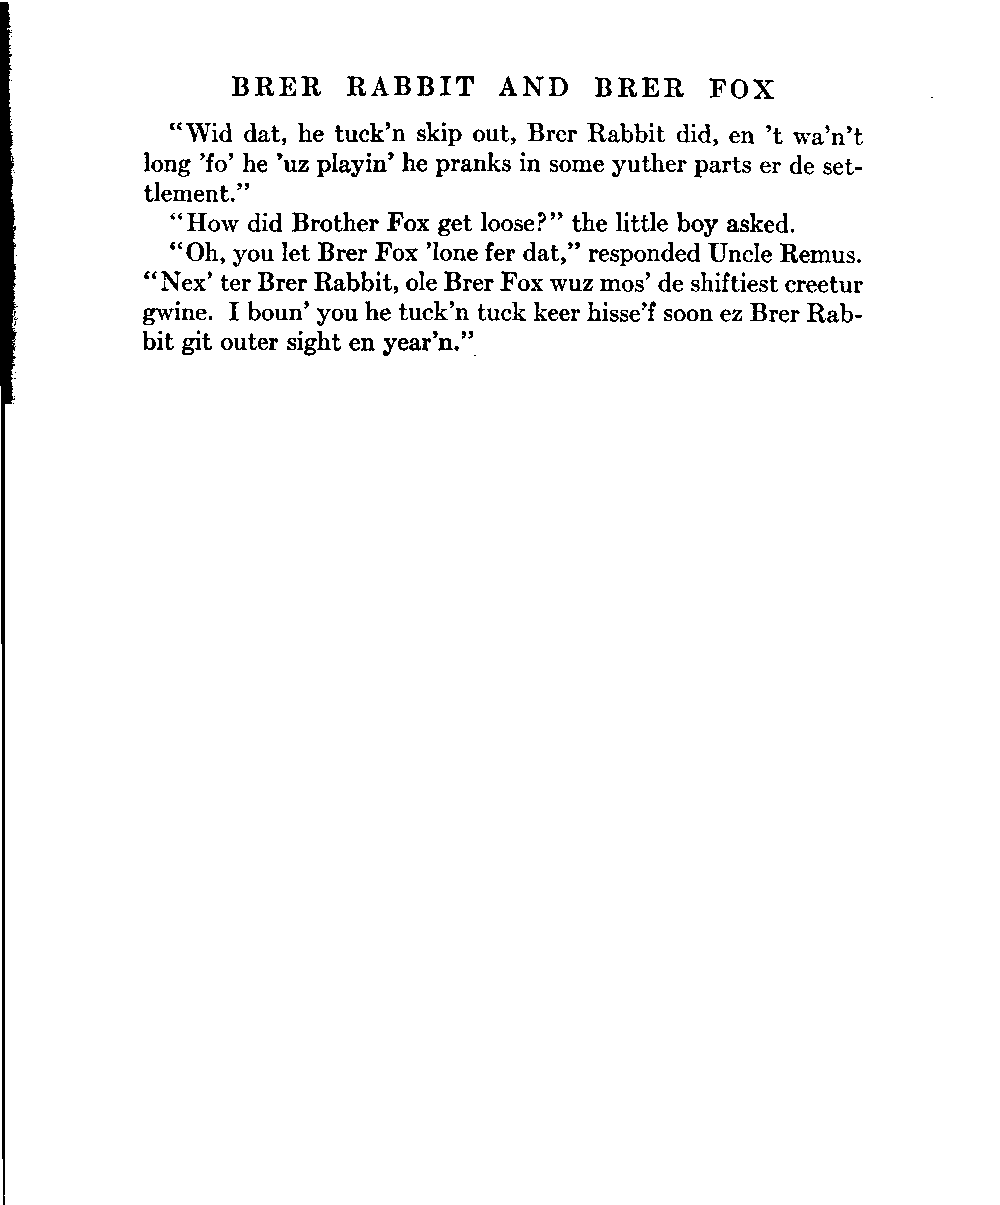 BRER RABBIT AND BRER FOX
“Wid dat, he tuck’n skip out, Brer Rabbit did, en ’t wa’n’t
long ’fo’ he ’uz playin’ he pranks in some yuther parts er de set-
tlement.”
“How did Brother Fox get loose?” the little boy asked.
“Oh, you let Brer Fox ’lone fer dat,” responded Uncle Remus.
“Nex’ ter Brer Rabbit, ole Brer Fox wuz mos’ de shiftiest creetur
gwine. I boun’ you he tuck’n tuck keer hisse’f soon ez Brer Rab-
bit git outer sight en year’n.”